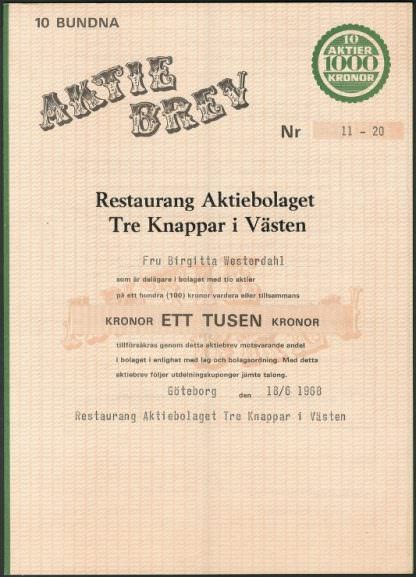 10 BUNDNA
10
AKTIER
1000
KRONOR
AKTIE
BREV
Nr 11 - 20
Restaurang Aktiebolaget
Tre Knappar i Västen
Fru Birgitta Westerdahl
som är delägare i bolaget med tio aktier
på ett hundra (100) kronor vardera eller tillsammans
KRONOR ETT TUSEN KRONOR
tillförsäkras genom detta aktiebrev motsvarande andel
i bolaget i enlighet med lag och bolagsordning. Med detta
aktiebrev följer utdelningskuponger jämte talong.
Göteborg den 18/6 1968
Restaurang Aktiebolaget Tre Knappar i Västen